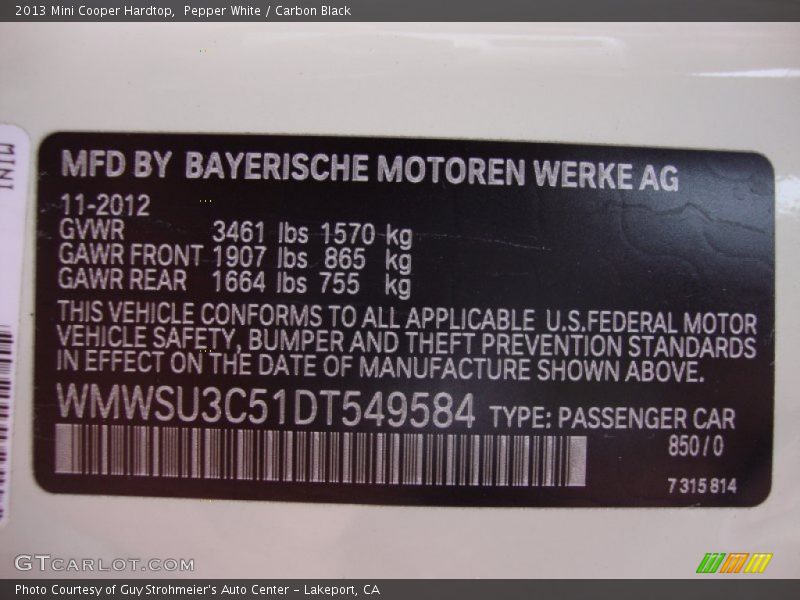 2013 Mini Cooper Hardtop,  Pepper White / Carbon Black
MINI
MFD BY BAYERISCHE MOTOREN WERKE AG
11-2012
GVWR 3461 lbs 1570 kg
GAWR FRONT 1907 lbs 865 kg
GAWR REAR 1664 lbs 755 kg
THIS VEHICLE CONFORMS TO ALL APPLICABLE U.S.FEDERAL MOTOR
VEHICLE SAFETY, BUMPER AND THEFT PREVENTION STANDARDS
IN EFFECT ON THE DATE OF MANUFACTURE SHOWN ABOVE.
WMWSU3C51DT549584 TYPE: PASSENGER CAR
850/0
7315814
GTCARLOT.COM
Photo Courtesy of Guy Strohmeier's Auto Center - Lakeport, CA